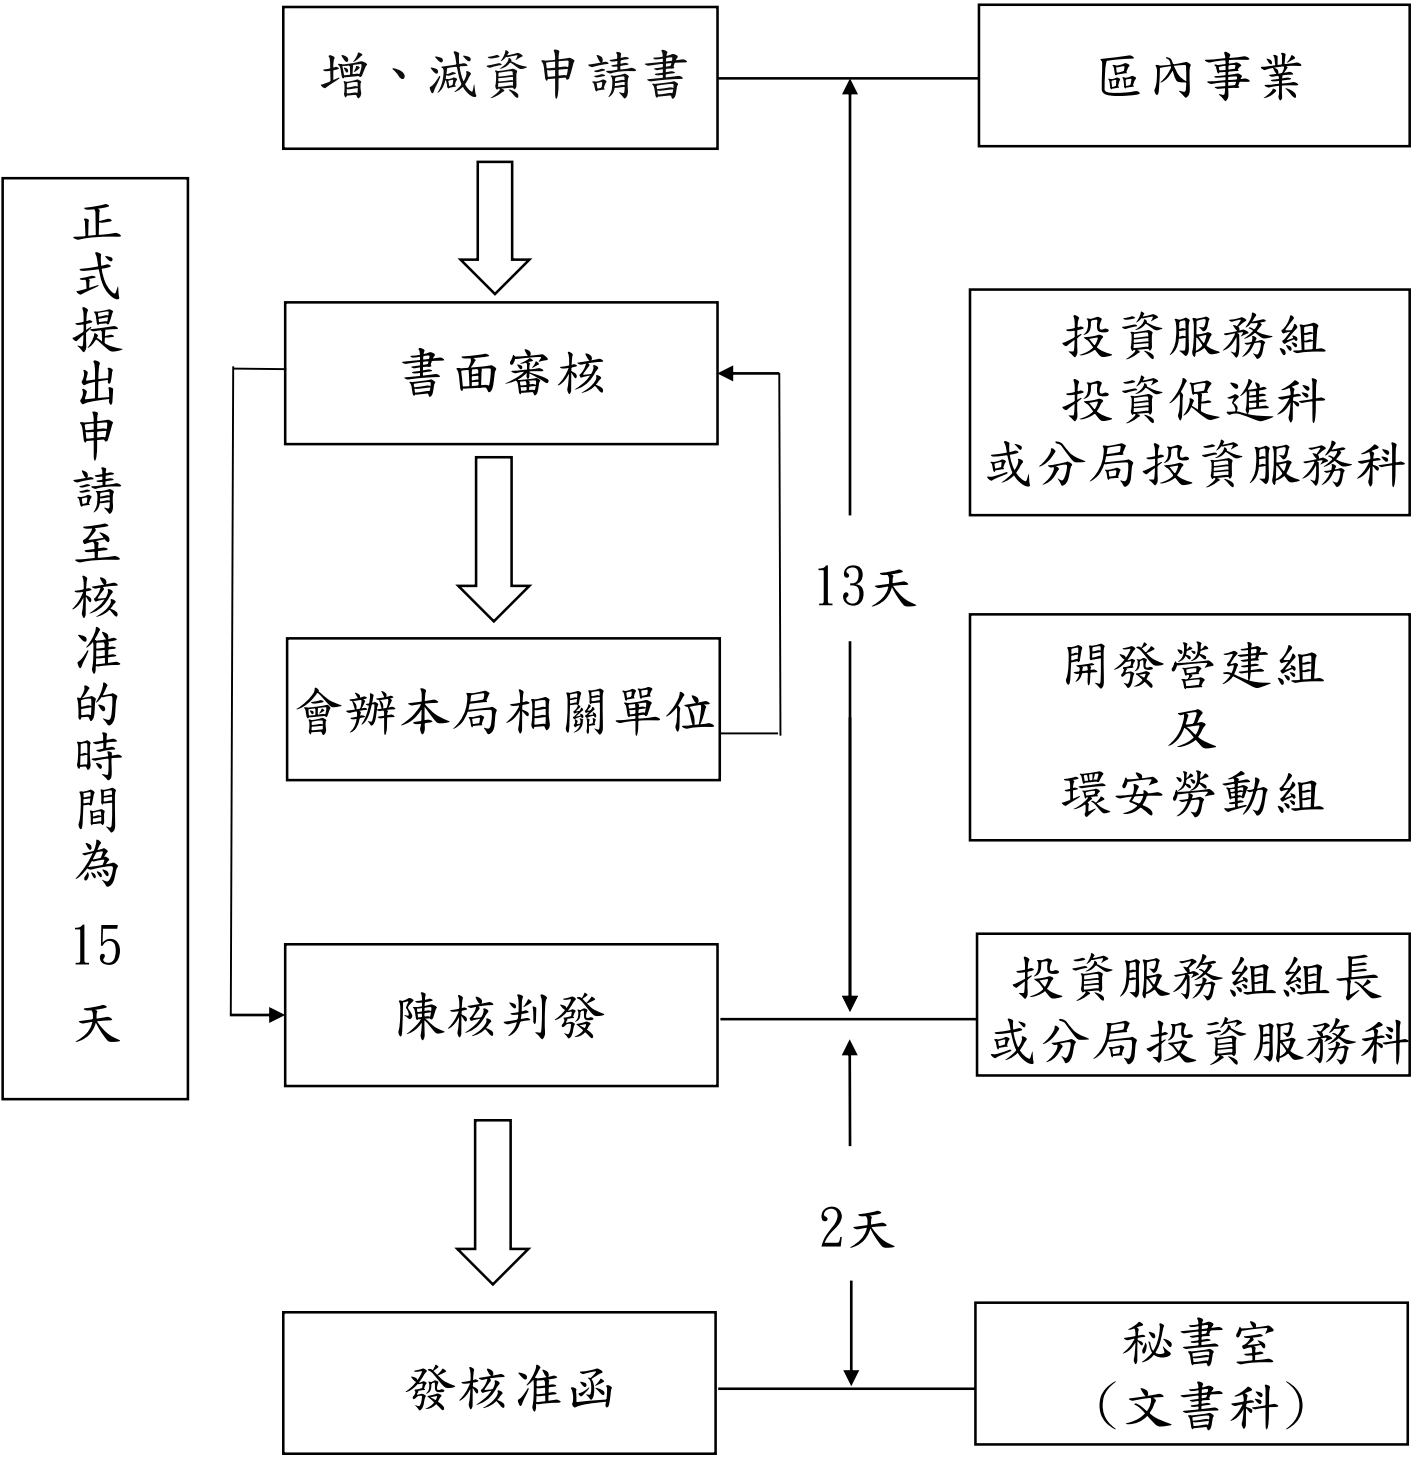 增、減資申請書
區內事業
正式提出申請至核准的時間為
15
天
書面審核
投資服務組
投資促進科
或分局投資服務科
13天
會辦本局相關單位
開發營建組
及
環安勞動組
陳核判發
投資服務組組長
或分局投資服務科
2天
發核准函
秘書室
(文書科)